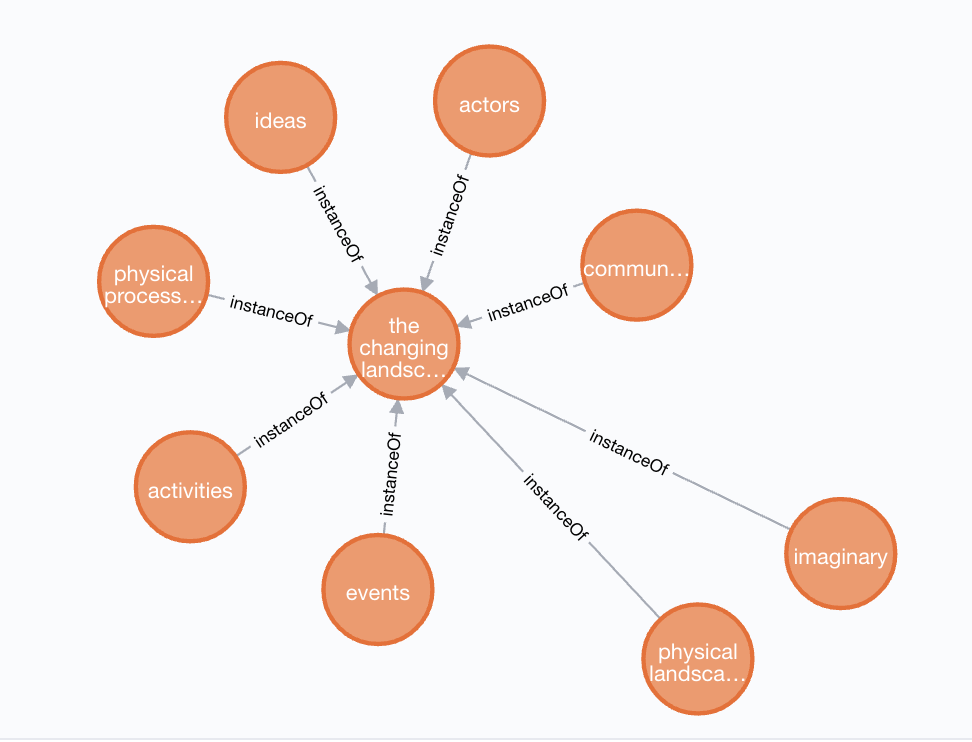 ideas
actors
instanceOf
instanceOf
physical
process…
instanceOf
commun…
instanceOf
the
changing
landsc…
instanceOf
activities
instanceOf
instanceOf
instanceOf
events
imaginary
physical
landsca…